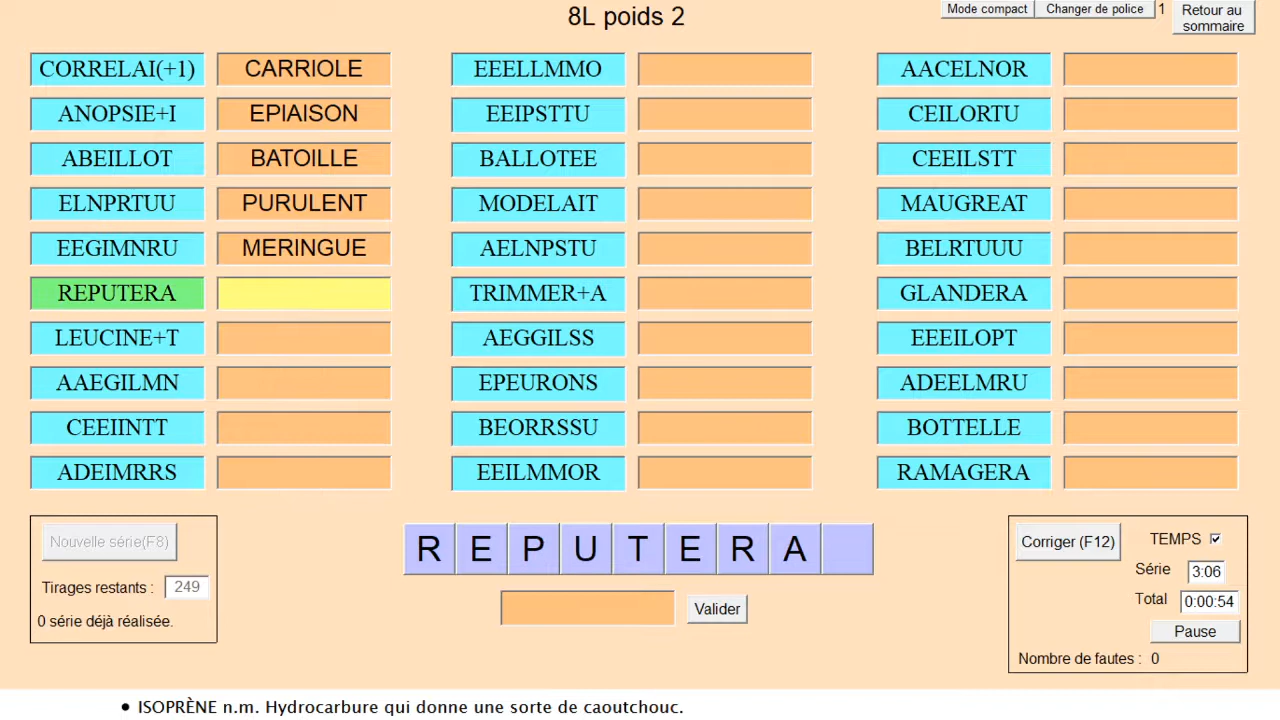 8L poids 2
Mode compact Changer de police 1 Retour au sommaire
CORRELAI(+1) CARRIOLE EEELLMMO AACELNOR
ANOPSIE+I EPIAISON EEIPSTTU CEILORTU
ABEILLOT BATOILLE BALLOTEE CEEILSTT
ELNPRTUU PURULENT MODELAIT MAUGREAT
EEGIMNRU MERINGUE AELNPSTU BELRTUUU
REPUTERA TRIMMER+A GLANDERA
LEUCINE+T AEGGILSS EEEILOPT
AAEGILMN EPEURONS ADEELMRU
CEEIINTT BEORRSSU BOTTELLE
ADEIMRRS EEILMMOR RAMAGERA
Nouvelle série(F8)
Tirages restants : 249
0 série déjà réalisée.
R E P U T E R A
Valider
Corriger (F12) TEMPS
Série 3:06
Total 0:00:54
Pause
Nombre de fautes : 0
• ISOPRÈNE n.m. Hydrocarbure qui donne une sorte de caoutchouc.